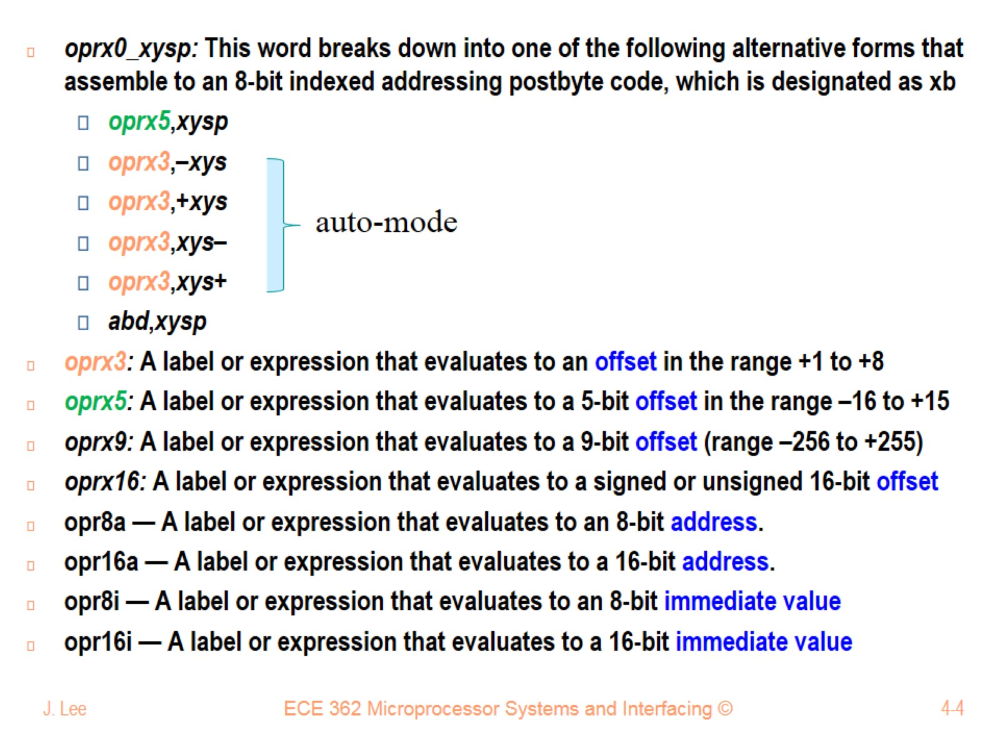 oprx0_xysp: This word breaks down into one of the following alternative forms that
assemble to an 8-bit indexed addressing postbyte code, which is designated as xb
oprx5,xysp
oprx3,–xys
oprx3,+xys
oprx3,xys–
oprx3,xys+
auto-mode
abd,xysp
oprx3: A label or expression that evaluates to an offset in the range +1 to +8
oprx5: A label or expression that evaluates to a 5-bit offset in the range –16 to +15
oprx9: A label or expression that evaluates to a 9-bit offset (range –256 to +255)
oprx16: A label or expression that evaluates to a signed or unsigned 16-bit offset
opr8a — A label or expression that evaluates to an 8-bit address.
opr16a — A label or expression that evaluates to a 16-bit address.
opr8i — A label or expression that evaluates to an 8-bit immediate value
opr16i — A label or expression that evaluates to a 16-bit immediate value
J. Lee
ECE 362 Microprocessor Systems and Interfacing ©
4-4